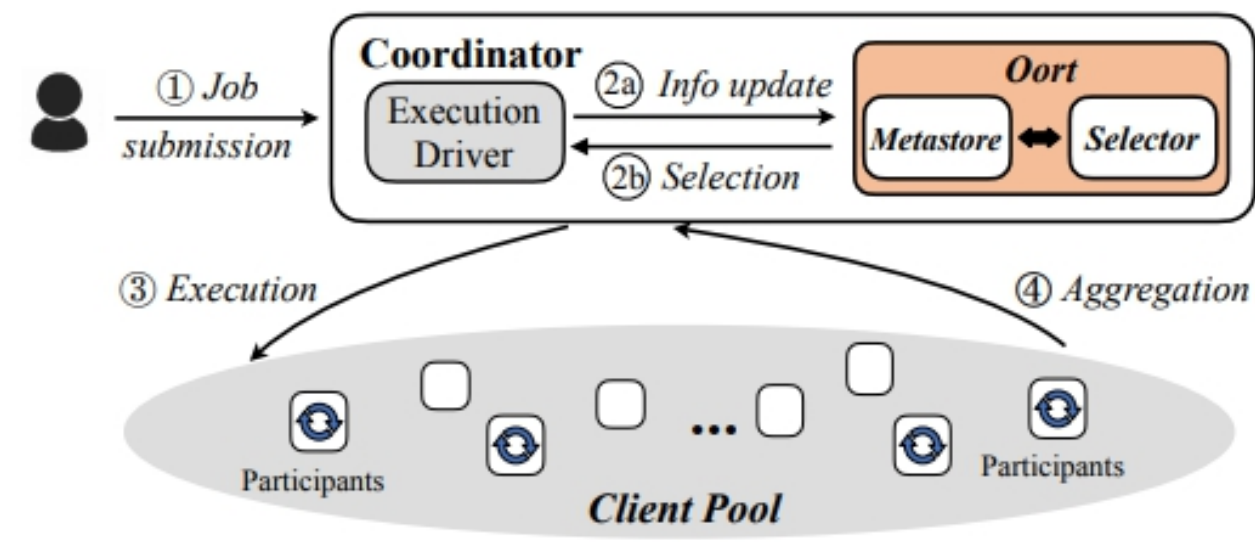 Coordinator
① Job
submission
Execution
Driver
2a Info update
2b Selection
Oort
Metastore
Selector
③ Execution
④ Aggregation
...
Participants
Participants
Client Pool